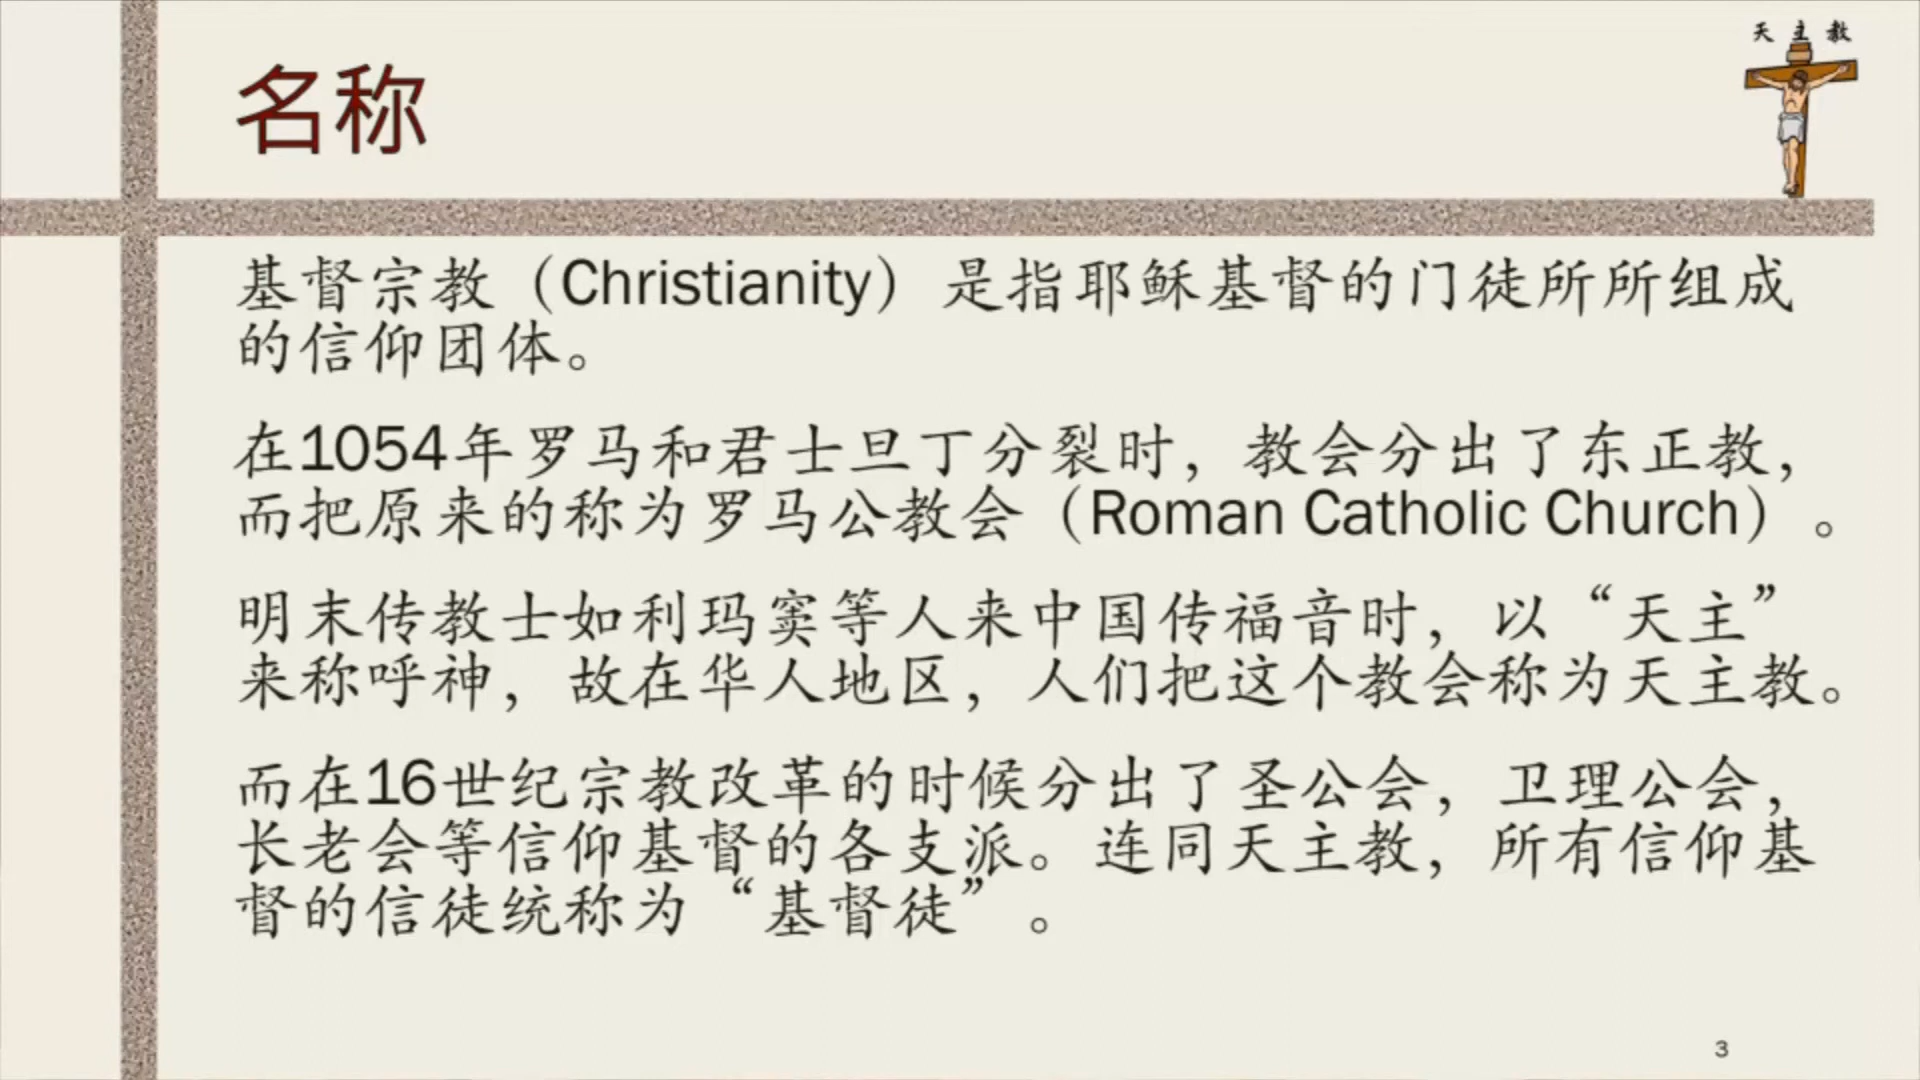 天主教
名称
基督宗教（Christianity）是指耶稣基督的门徒所所组成
的信仰团体。
在1054年罗马和君士旦丁分裂时，教会分出了东正教，
而把原来的称为罗马公教会（Roman Catholic Church）。
明末传教士如利玛窦等人来中国传福音时，以“天主”
来称呼神，故在华人地区，人们把这个教会称为天主教。
而在16世纪宗教改革的时候分出了圣公会，卫理公会，
长老会等信仰基督的各支派。连同天主教，所有信仰基
督的信徒统称为“基督徒”。
3